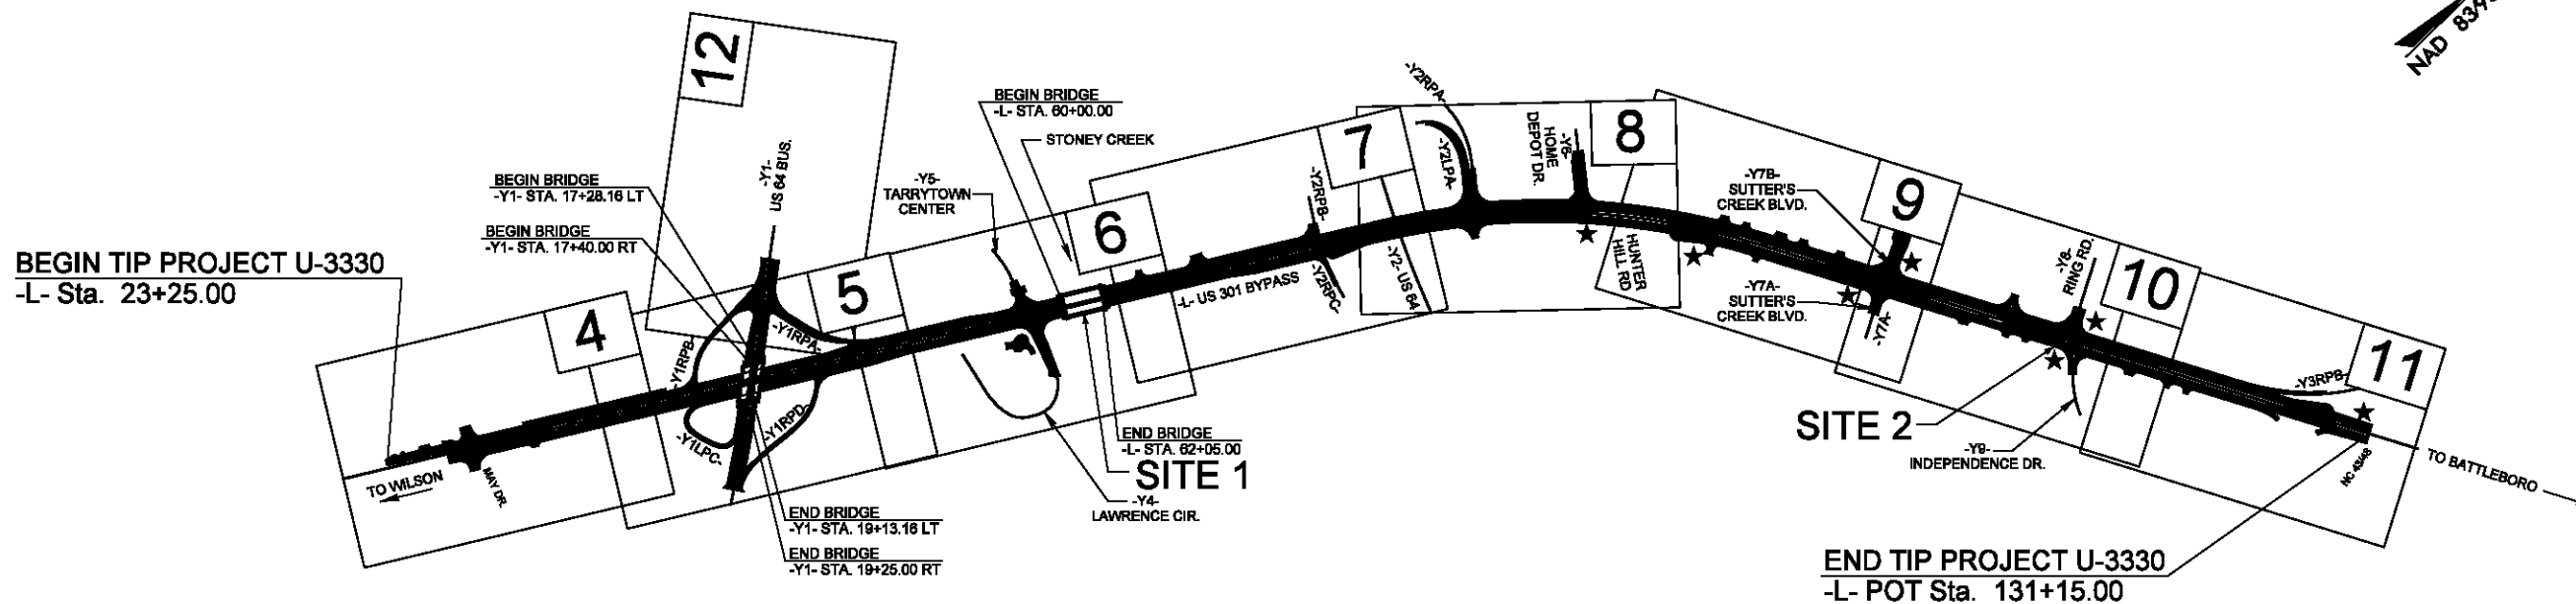 NAD 83/
12
BEGIN BRIDGE
-L- STA. 60+00.00
STONEY CREEK
-Y1-
US 64 BUS.
BEGIN BRIDGE
-Y1- STA. 17+28.16 LT
BEGIN BRIDGE
-Y1- STA. 17+40.00 RT
-Y5-
TARRYTOWN
CENTER
BEGIN TIP PROJECT U-3330
-L- Sta. 23+25.00
4
5
6
7
8
9
10
11
-Y1RPB-
-Y1RPA-
-Y1LPC-
-Y1RPD-
TO WILSON
MAY DR.
END BRIDGE
-Y1- STA. 19+13.16 LT
END BRIDGE
-Y1- STA. 19+25.00 RT
END BRIDGE
-L- STA. 62+05.00
SITE 1
-Y4-
LAWRENCE CIR.
-L- US 301 BYPASS
-Y2RPB-
-Y2RPC-
-Y2- US 64
-Y2RPA-
-Y2LPA-
HOME
DEPOT DR.
-Y6-
HUNTER
HILL RD
-Y7B-
SUTTER'S
CREEK BLVD.
-Y7A-
SUTTER'S
CREEK BLVD.
-Y7A-
-Y8-
RING RD.
SITE 2
-Y9-
INDEPENDENCE DR.
-Y3RPB-
NC 43/48
TO BATTLEBORO
END TIP PROJECT U-3330
-L- POT Sta. 131+15.00